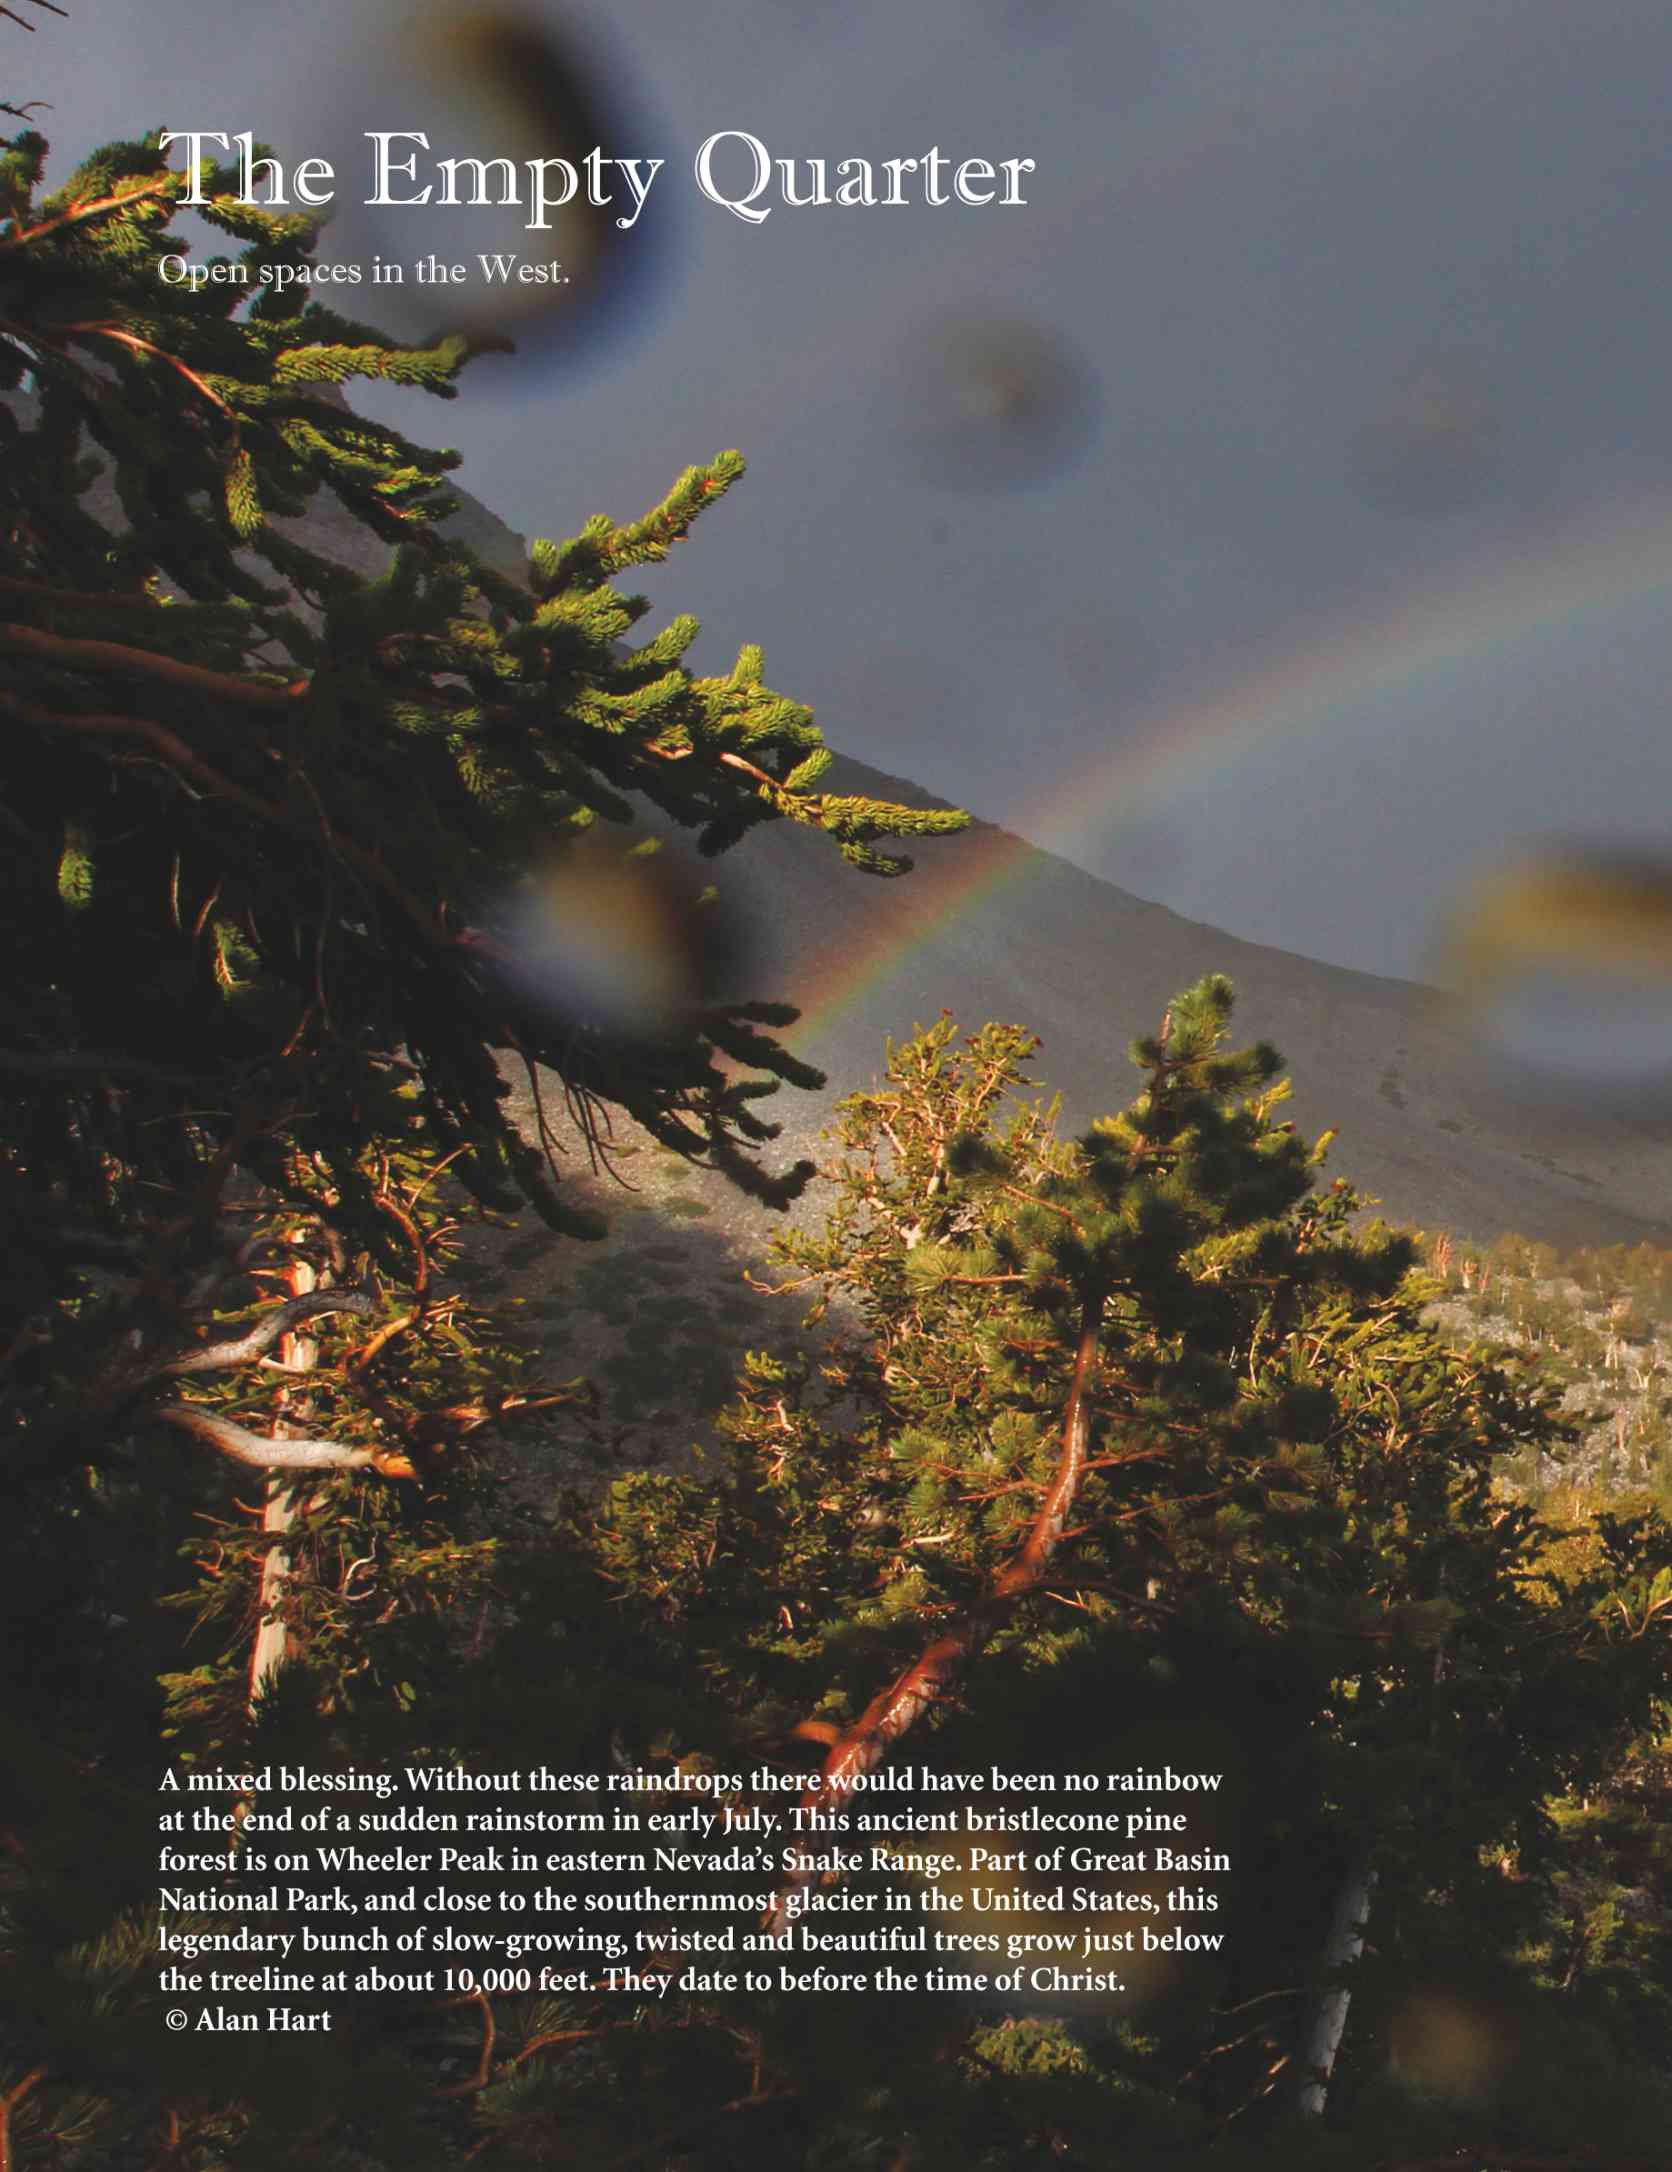 The Empty Quarter
Open spaces in the West.
A mixed blessing. Without these raindrops there would have been no rainbow
at the end of a sudden rainstorm in early July. This ancient bristlecone pine
forest is on Wheeler Peak in eastern Nevada’s Snake Range. Part of Great Basin
National Park, and close to the southernmost glacier in the United States, this
legendary bunch of slow-growing, twisted and beautiful trees grow just below
the treeline at about 10,000 feet. They date to before the time of Christ.
© Alan Hart